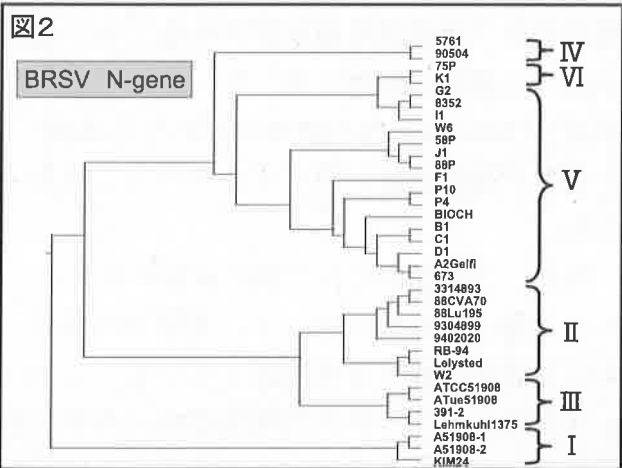 図2
BRSV N-gene
5761
90504
75P
K1
G2
8352
I1
W6
58P
J1
88P
F1
P10
P4
BIOCH
B1
C1
D1
A2Gelfi
673
3314893
88CVA70
88Lu195
9304899
9402020
RB-94
Lelysted
W2
ATCC51908
ATue51908
391-2
Lehmkuhl1375
A51908-1
A51908-2
KIM24
IV
VI
V
II
III
I